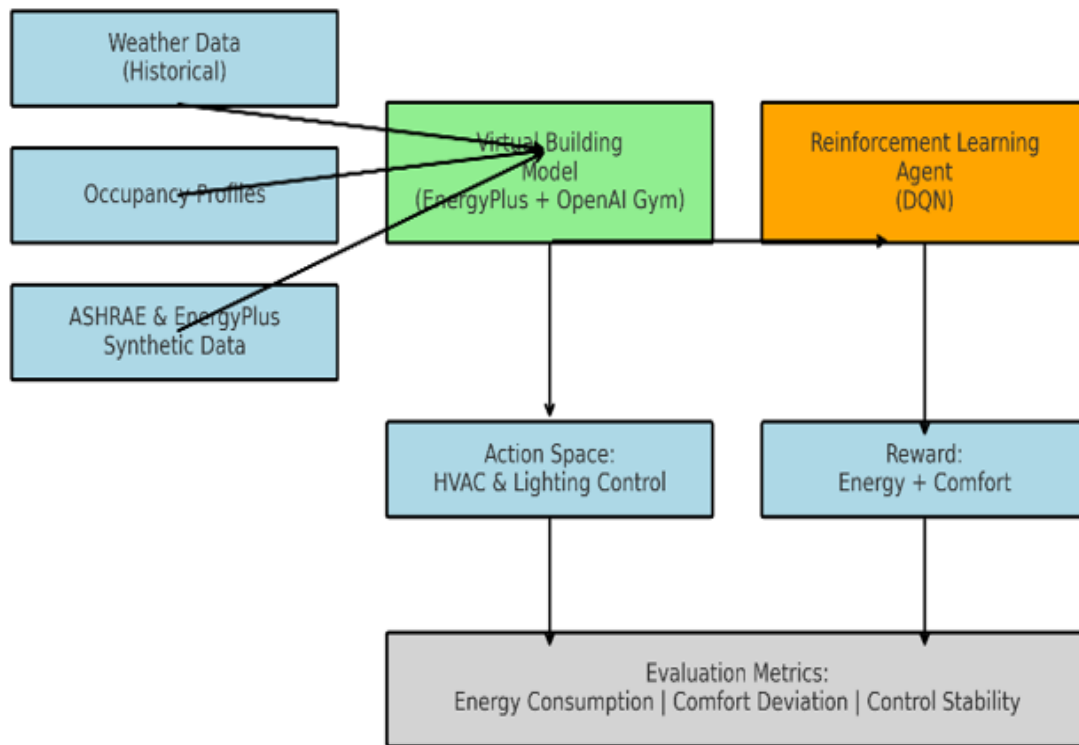 Weather Data
(Historical)
Occupancy Profiles
ASHRAE & EnergyPlus
Synthetic Data
Virtual Building
Model
(EnergyPlus + OpenAI Gym)
Reinforcement Learning
Agent
(DQN)
Action Space:
HVAC & Lighting Control
Reward:
Energy + Comfort
Evaluation Metrics:
Energy Consumption | Comfort Deviation | Control Stability